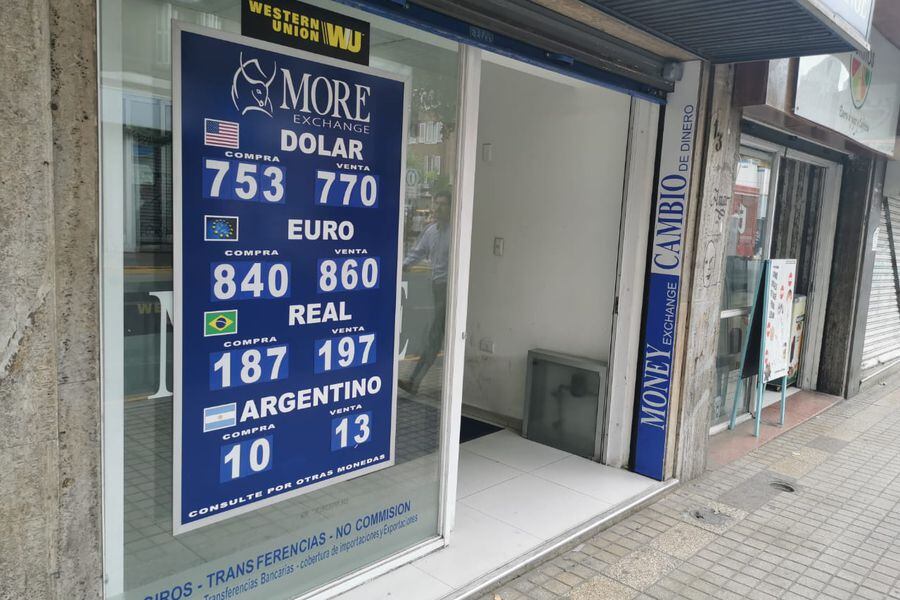 WESTERN
UNION WU
MORE
EXCHANGE
DOLAR
COMPRA VENTA
753 770
EURO
COMPRA VENTA
840 860
REAL
COMPRA VENTA
187 197
ARGENTINO
COMPRA VENTA
10 13
CONSULTE POR OTRAS MONEDAS
GIROS - TRANSFERENCIAS - NO COMMISION
Transferencias Bancarias - cobertura de importaciones y Exportaciones
MONEY EXCHANGE CAMBIO DE DINERO